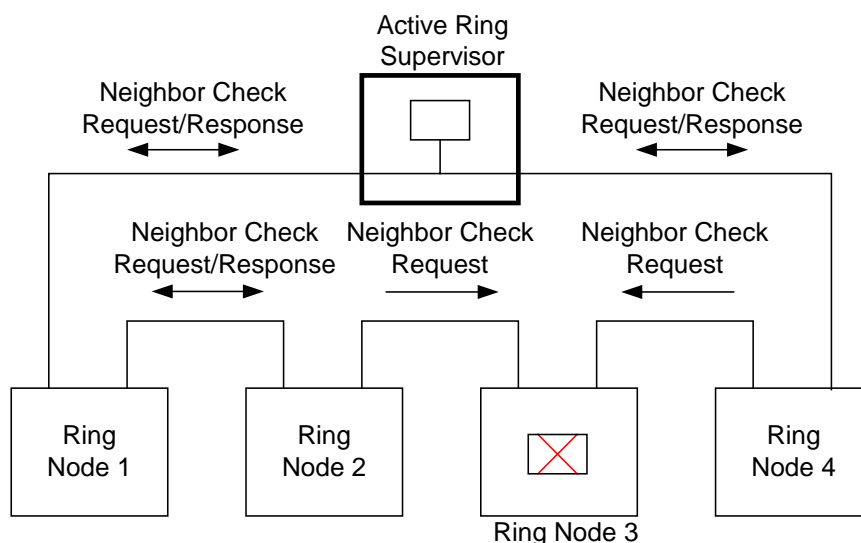 Active Ring
Supervisor
Neighbor Check
Request/Response
Neighbor Check
Request/Response
Neighbor Check
Request/Response
Neighbor Check
Request
Neighbor Check
Request
Ring
Node 1
Ring
Node 2
Ring Node 3
Ring
Node 4